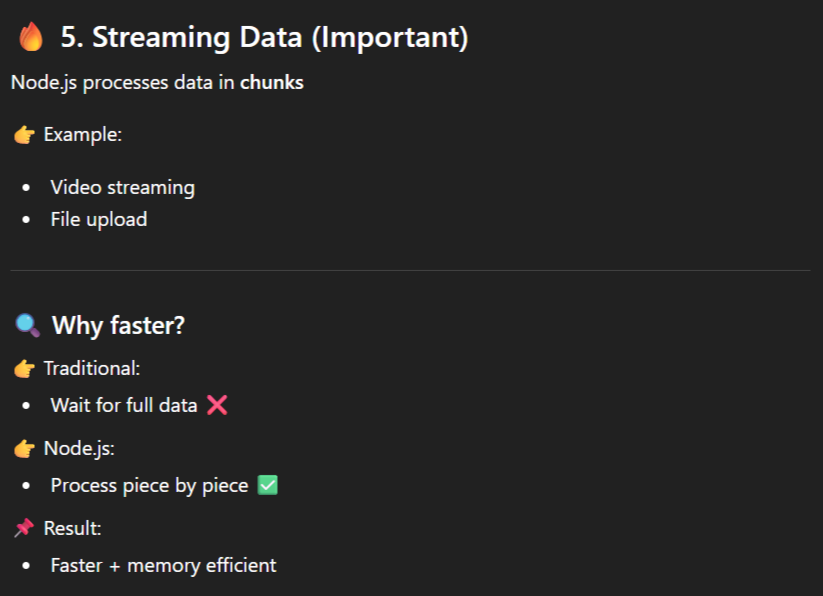 🔥 5. Streaming Data (Important)
Node.js processes data in chunks
👉 Example:
• Video streaming
• File upload
🔍 Why faster?
👉 Traditional:
• Wait for full data ❌
👉 Node.js:
• Process piece by piece ✅
📌 Result:
• Faster + memory efficient